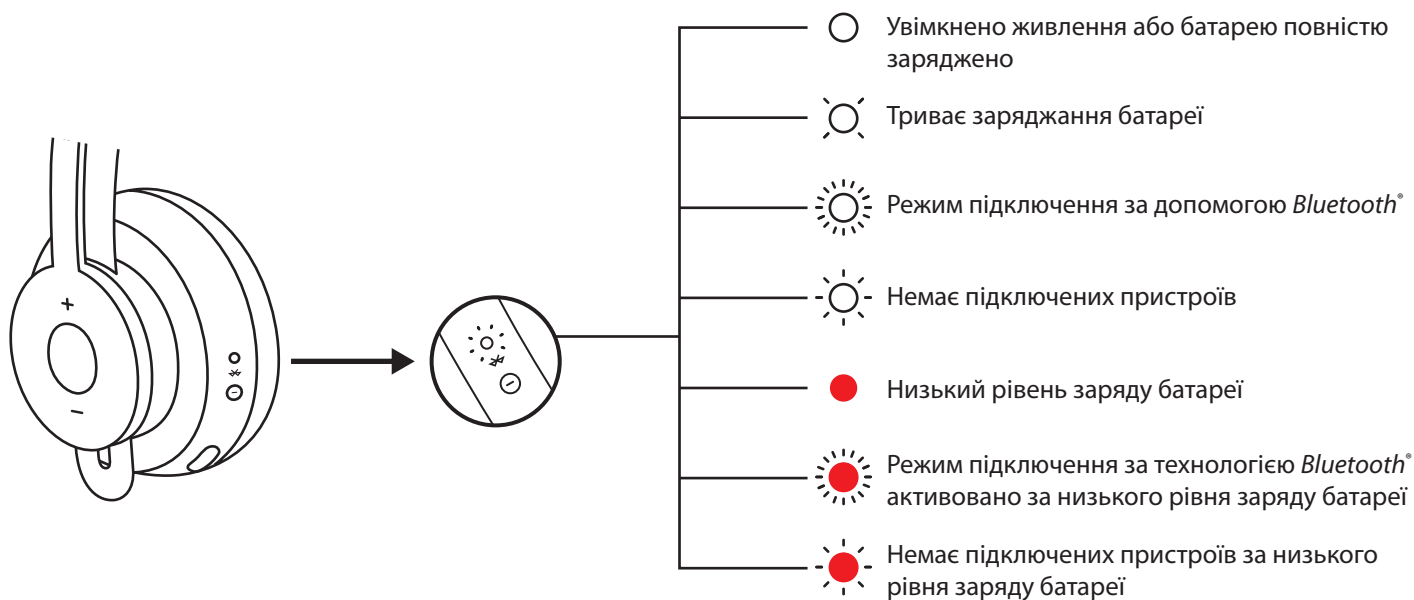 Увімкнено живлення або батарею повністю
заряджено
Триває заряджання батареї
Режим підключення за допомогою Bluetooth®
Немає підключених пристроїв
Низький рівень заряду батареї
Режим підключення за технологією Bluetooth®
активовано за низького рівня заряду батареї
Немає підключених пристроїв за низького
рівня заряду батареї